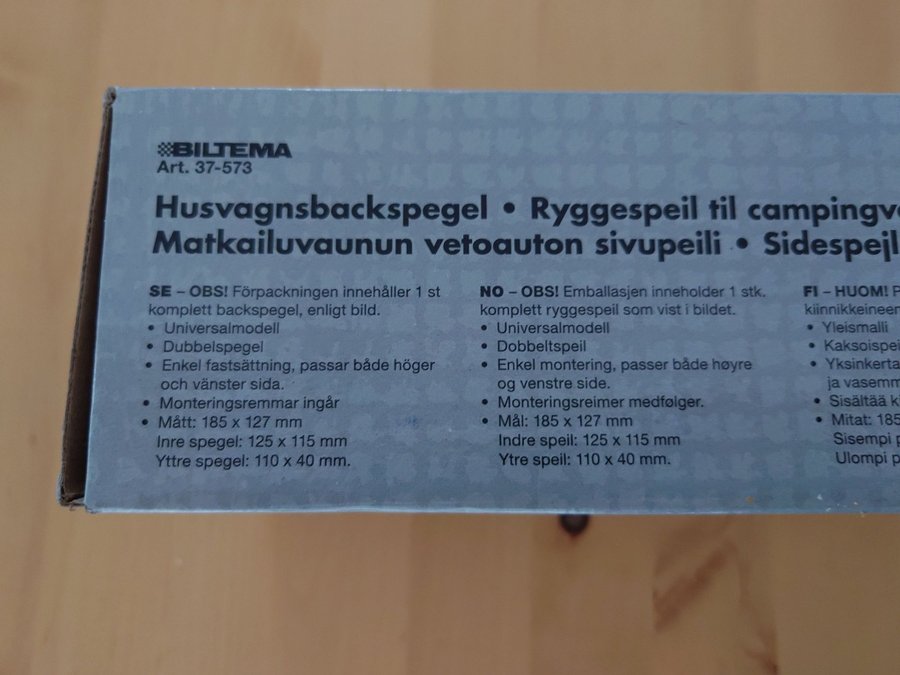 BILTEMA
Art. 37-573
Husvagnsbackspegel • Ryggespeil til
Matkailuvaunun vetoauton sivupeili • Sidespejl
SE – OBS! Förpackningen innehåller 1 st
komplett backspegel, enligt bild.
• Universalmodell
• Dubbelspegel
• Enkel fastsättning, passar både höger
och vänster sida.
• Monteringsremmar ingår
• Mått: 185 x 127 mm
Inre spegel: 125 x 115 mm
Yttre spegel: 110 x 40 mm.
NO – OBS! Emballasjen inneholder 1 stk.
komplett ryggespeil som vist i bildet.
• Universalmodell
• Dobbeltspeil
• Enkel montering, passer både høyre
og venstre side.
• Monteringsreimer medfølger.
• Mål: 185 x 127 mm
Indre speil: 125 x 115 mm
Ytre speil: 110 x 40 mm.
FI – HUOM!
• Yleismalli
•
•
ja
• Sisältää
• Mitat: 185
Sisempi
Ulompi